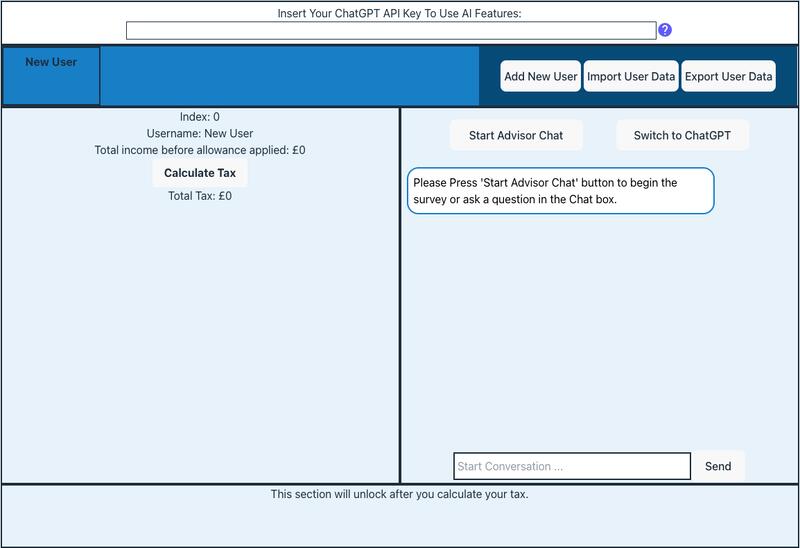 Insert Your ChatGPT API Key To Use AI Features:
?
New User
Add New User
Import User Data
Export User Data
Index: 0
Username: New User
Total income before allowance applied: £0
Calculate Tax
Total Tax: £0
Start Advisor Chat
Switch to ChatGPT
Please Press 'Start Advisor Chat' button to begin the
survey or ask a question in the Chat box.
Start Conversation ...
Send
This section will unlock after you calculate your tax.